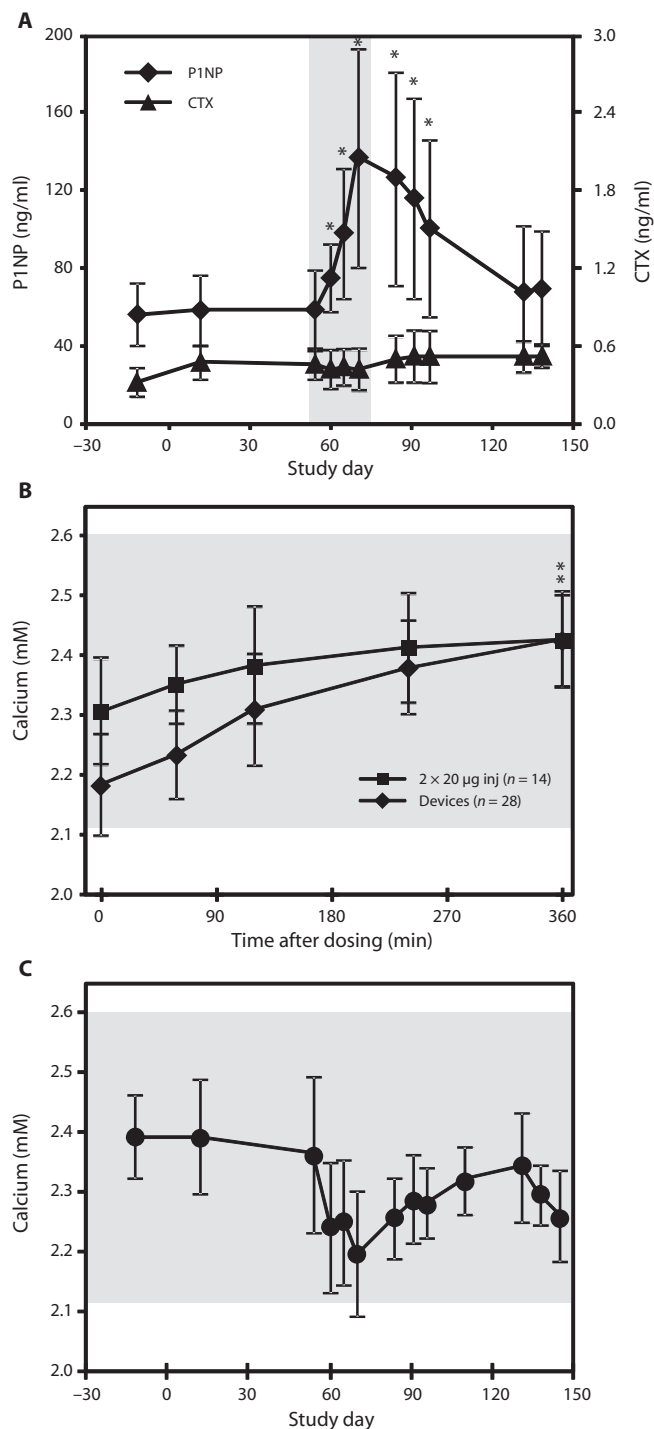 A
200
160
120
80
40
0
P1NP (ng/ml)
P1NP
CTX
*
*
*
*
*
*
*
3.0
2.4
1.8
1.2
0.6
0.0
CTX (ng/ml)
–30 0 30 60 90 120 150
Study day
B
2.6
2.5
2.4
2.3
2.2
2.1
2.0
Calcium (mM)
*
*
2 × 20 μg inj (n = 14)
Devices (n = 28)
0 90 180 270 360
Time after dosing (min)
C
2.6
2.5
2.4
2.3
2.2
2.1
2.0
Calcium (mM)
–30 0 30 60 90 120 150
Study day